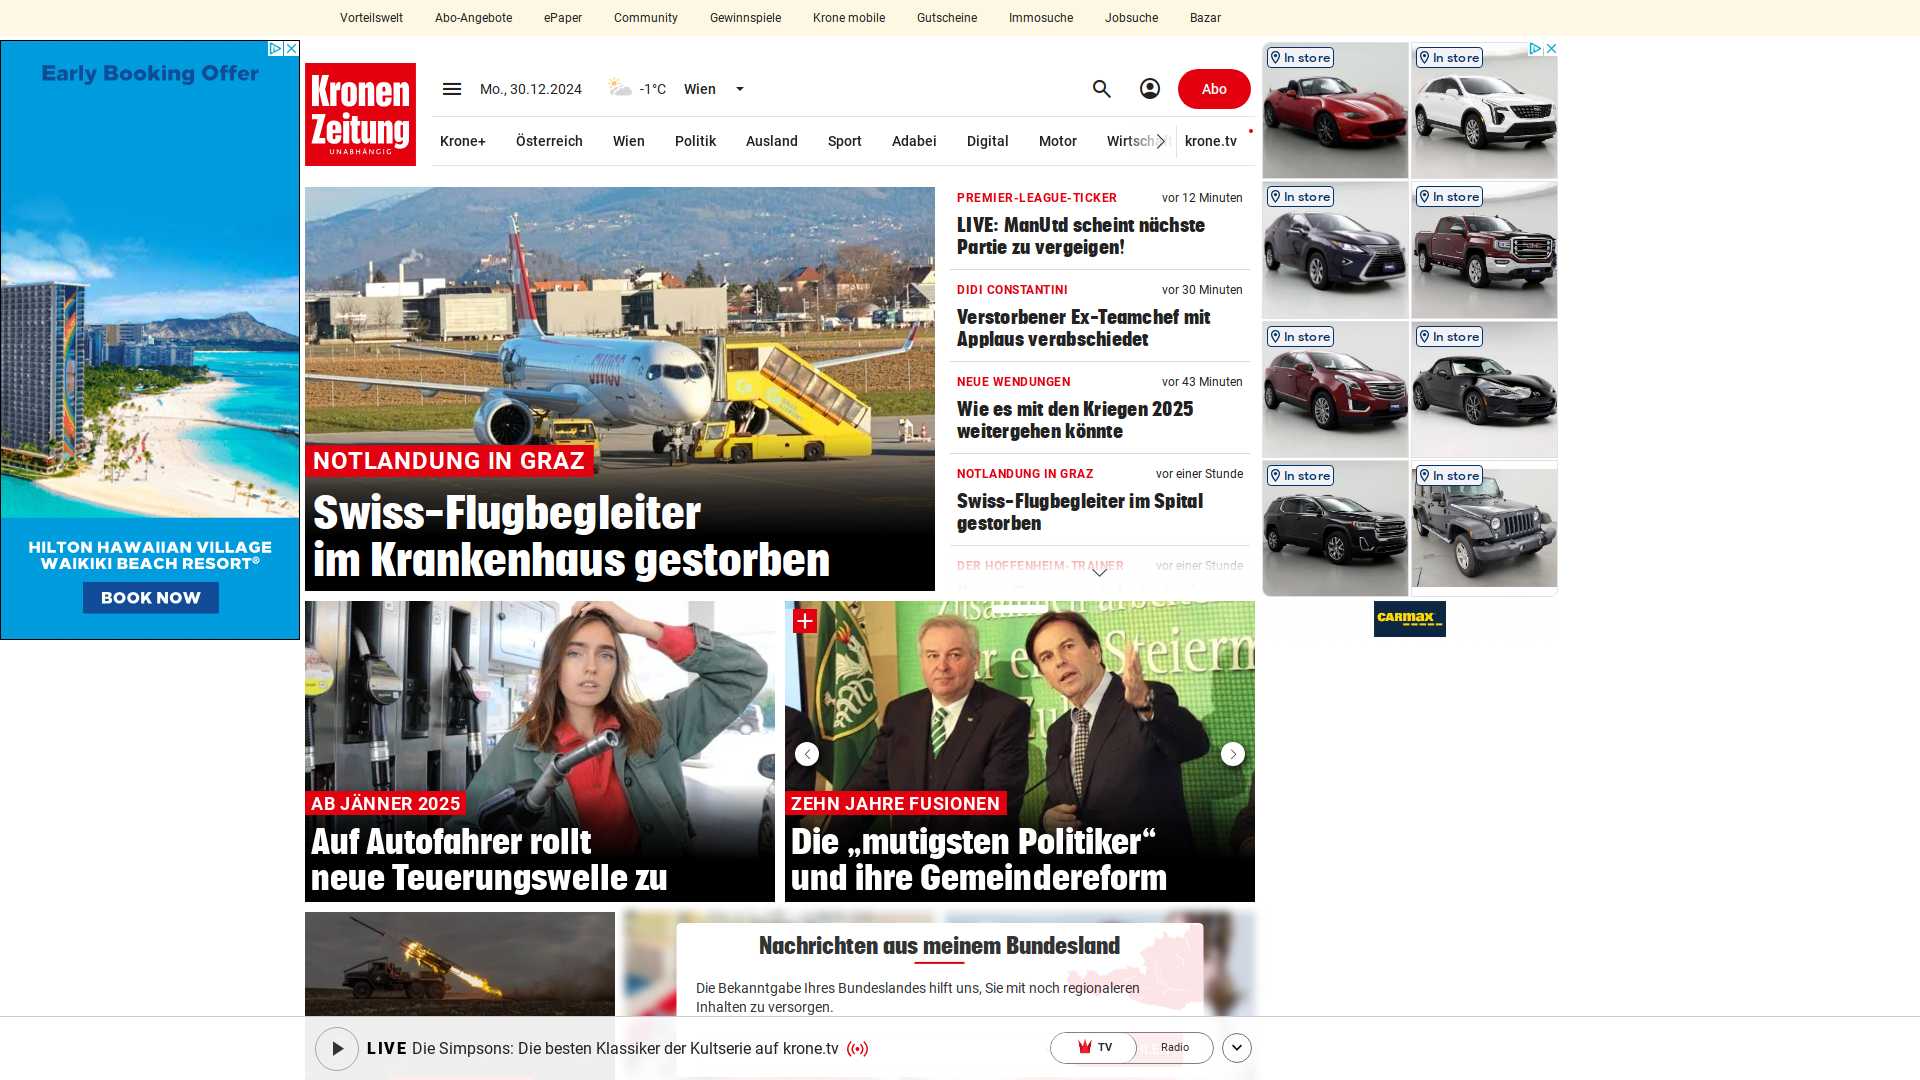 Vorteilswelt
Abo-Angebote
ePaper
Community
Gewinnspiele
Krone mobile
Gutscheine
Immosuche
Jobsuche
Bazar
Early Booking Offer
HILTON HAWAIIAN VILLAGE
WAIKIKI BEACH RESORT®
BOOK NOW
Kronen
Zeitung
UNABHÄNGIG
Mo., 30.12.2024
-1°C
Wien
Abo
Krone+
Österreich
Wien
Politik
Ausland
Sport
Adabei
Digital
Motor
Wirtschaft
krone.tv
NOTLANDUNG IN GRAZ
Swiss-Flugbegleiter
im Krankenhaus gestorben
PREMIER-LEAGUE-TICKER
vor 12 Minuten
LIVE: ManUtd scheint nächste
Partie zu vergeigen!
DIDI CONSTANTINI
vor 30 Minuten
Verstorbener Ex-Teamchef mit
Applaus verabschiedet
NEUE WENDUNGEN
vor 43 Minuten
Wie es mit den Kriegen 2025
weitergehen könnte
NOTLANDUNG IN GRAZ
vor einer Stunde
Swiss-Flugbegleiter im Spital
gestorben
DER HOFFENHEIM-TRAINER
vor einer Stunde
In store
In store
In store
In store
In store
In store
In store
In store
CARMAX
AB JÄNNER 2025
Auf Autofahrer rollt
neue Teuerungswelle zu
ZEHN JAHRE FUSIONEN
Die „mutigsten Politiker“
und ihre Gemeindereform
Nachrichten aus meinem Bundesland
Die Bekanntgabe Ihres Bundeslandes hilft uns, Sie mit noch regionaleren
Inhalten zu versorgen.
LIVE Die Simpsons: Die besten Klassiker der Kultserie auf krone.tv
TV
Radio